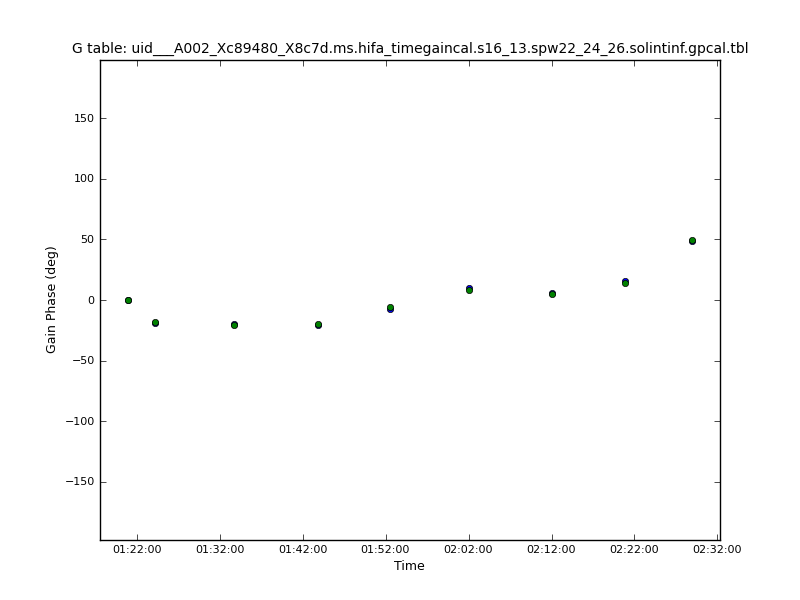 G table: uid___A002_Xc89480_X8c7d.ms.hifa_timegaincal.s16_13.spw22_24_26.solintinf.gpcal.tbl
150
100
50
0
−50
−100
−150
Gain Phase (deg)
01:22:00 01:32:00 01:42:00 01:52:00 02:02:00 02:12:00 02:22:00 02:32:00
Time